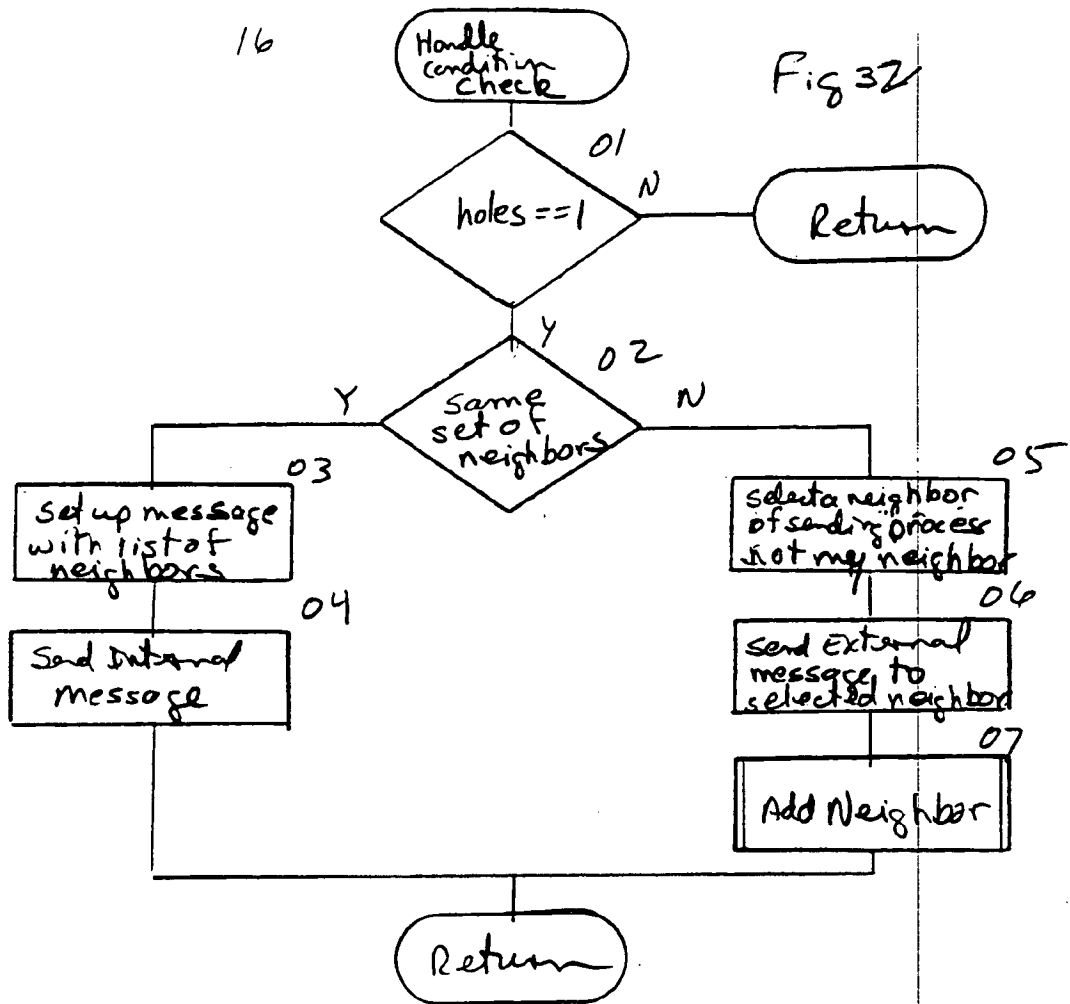 16
Handle
condition
check
Fig 32
01
N
holes==1
Return
Y
02
Y
N
same
set of
neighbors
03
05
set up message
with list of
neighbors
select a neighbor
of sending process
not my neighbor
04
06
Send Internal
message
send External
message to
selected neighbor
07
Add Neighbor
Return